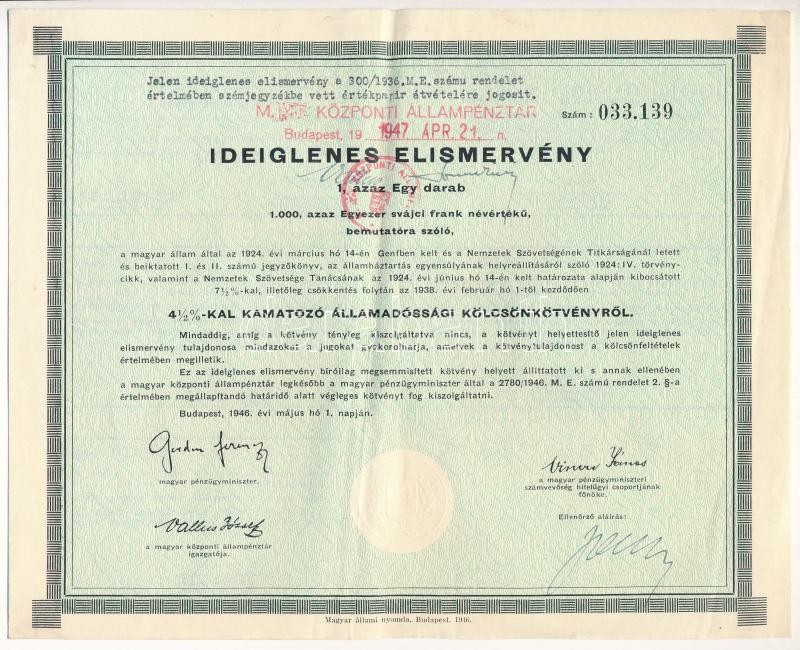 Jelen ideiglenes elismervény a 300/1936.M.E.számu rendelet
értelmében számjegyzékbe vett értékpapir átvételére jogosit.
M. KÖZPONTI ÁLLAMPÉNZTÁR
Szám: 033.139
Budapest, 19 1947 APR. 21. n.
IDEIGLENES ELISMERVÉNY
1, azaz Egy darab
1.000, azaz Egyezer svájci frank névértékű,
bemutatóra szóló,
a magyar állam által az 1924. évi március hó 14-én Genfben kelt és a Nemzetek Szövetségének Titkárságánál letett
és beiktatott I. és II. számú jegyzőkönyv, az államháztartás egyensúlyának helyreállításáról szóló 1924:IV. törvény-
cikk, valamint a Nemzetek Szövetsége Tanácsának az 1924. évi június hó 14-én kelt határozata alapján kibocsátott
7½%-kal, illetőleg csökkentés folytán az 1938. évi február hó 1-től kezdődően
4½%-KAL KAMATOZÓ ÁLLAMADÓSSÁGI KÖLCSÖNKÖTVÉNYRŐL.
Mindaddig, amíg a kötvény tényleg kiszolgáltatva nincs, a kötvényt helyettesítő jelen ideiglenes
elismervény tulajdonosa mindazokat a jogokat gyakorolhatja, amelyek a kötvénytulajdonost a kölcsönfeltételek
értelmében megilletik.
Ez az ideiglenes elismervény bíróilag megsemmisített kötvény helyett állíttatott ki s annak ellenében
a magyar központi állampénztár legkésőbb a magyar pénzügyminiszter által a 2780/1946. M. E. számú rendelet 2. §-a
értelmében megállapítandó határidő alatt végleges kötvényt fog kiszolgáltatni.
Budapest, 1946. évi május hó 1. napján.
Gordon Ferenc
magyar pénzügyminiszter.
Vincze János
a magyar pénzügyminiszteri
számvevőség hitelügyi csoportjának
főnöke.
Vallus József
a magyar központi állampénztár
igazgatója.
Ellenőrző aláírás:
Magyar állami nyomda, Budapest, 1946.